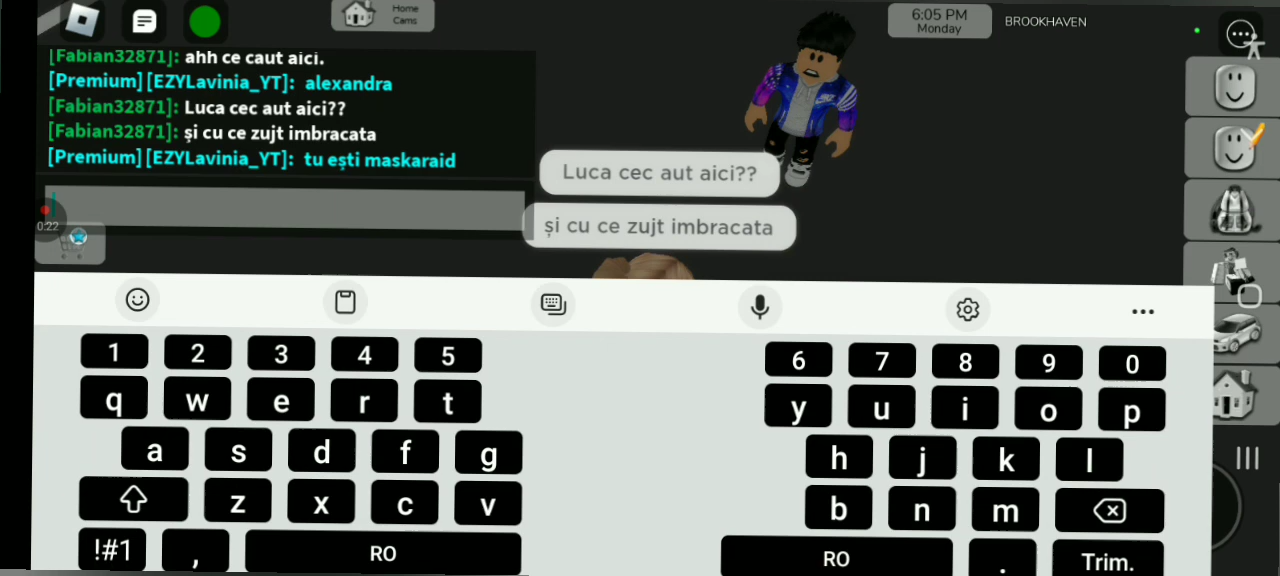 Home
Cams
6:05 PM
Monday
BROOKHAVEN
[Fabian32871]: ahh ce caut aici.
[Premium] [EZYLavinia_YT]: alexandra
[Fabian32871]: Luca cec aut aici??
[Fabian32871]: și cu ce zujt imbracata
[Premium] [EZYLavinia_YT]: tu ești maskaraid
Luca cec aut aici??
și cu ce zujt imbracata
0:22
1 2 3 4 5 6 7 8 9 0
q w e r t y u i o p
a s d f g h j k l
z x c v b n m
!#1 , RO RO . Trim.